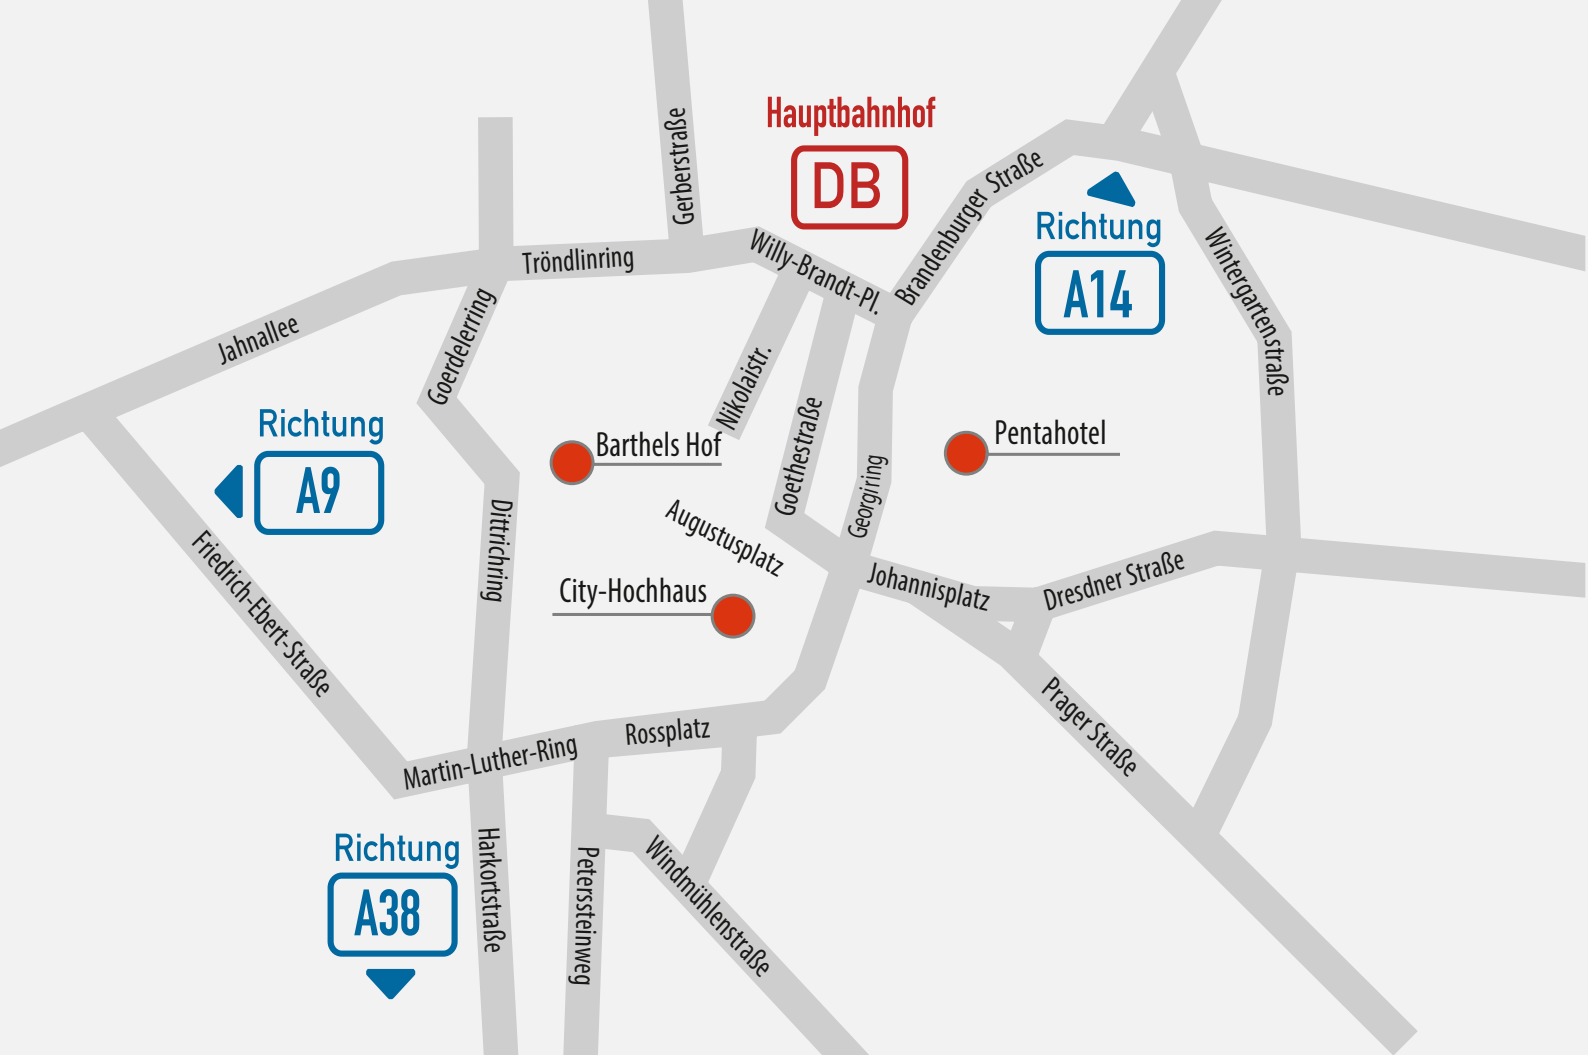 Hauptbahnhof
DB
Gerberstraße
Brandenburger Straße
Richtung
A14
Tröndlinring
Willy-Brandt-Pl.
Wintergartenstraße
Jahnallee
Goerdelerring
Nikolaistr.
Goethestraße
Richtung
A9
Barthels Hof
Pentahotel
Georgiring
Augustusplatz
Dittrichring
Friedrich-Ebert-Straße
City-Hochhaus
Johannisplatz
Dresdner Straße
Prager Straße
Rossplatz
Martin-Luther-Ring
Richtung
A38
Harkortstraße
Peterssteinweg
Windmühlenstraße